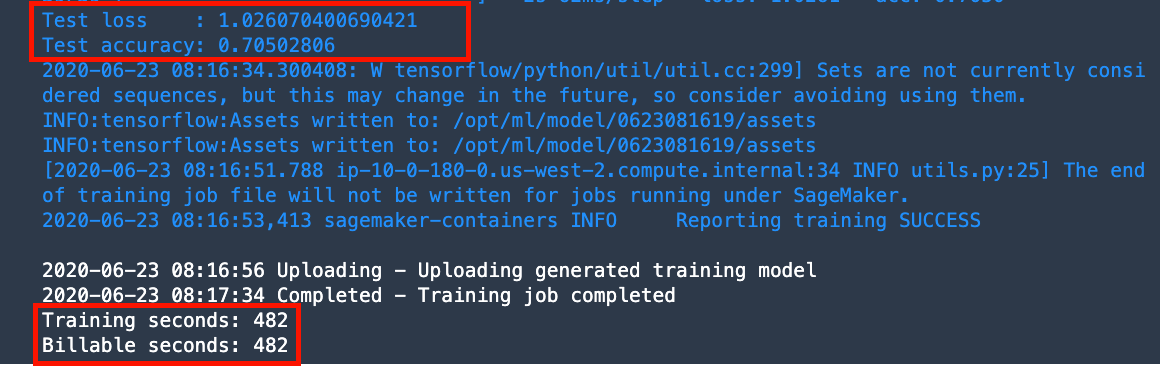 Test loss    : 1.026070400690421
Test accuracy: 0.70502806
2020-06-23 08:16:34.300408: W tensorflow/python/util/util.cc:299] Sets are not currently consi
dered sequences, but this may change in the future, so consider avoiding using them.
INFO:tensorflow:Assets written to: /opt/ml/model/0623081619/assets
INFO:tensorflow:Assets written to: /opt/ml/model/0623081619/assets
[2020-06-23 08:16:51.788 ip-10-0-180-0.us-west-2.compute.internal:34 INFO utils.py:25] The end
of training job file will not be written for jobs running under SageMaker.
2020-06-23 08:16:53,413 sagemaker-containers INFO     Reporting training SUCCESS
2020-06-23 08:16:56 Uploading - Uploading generated training model
2020-06-23 08:17:34 Completed - Training job completed
Training seconds: 482
Billable seconds: 482